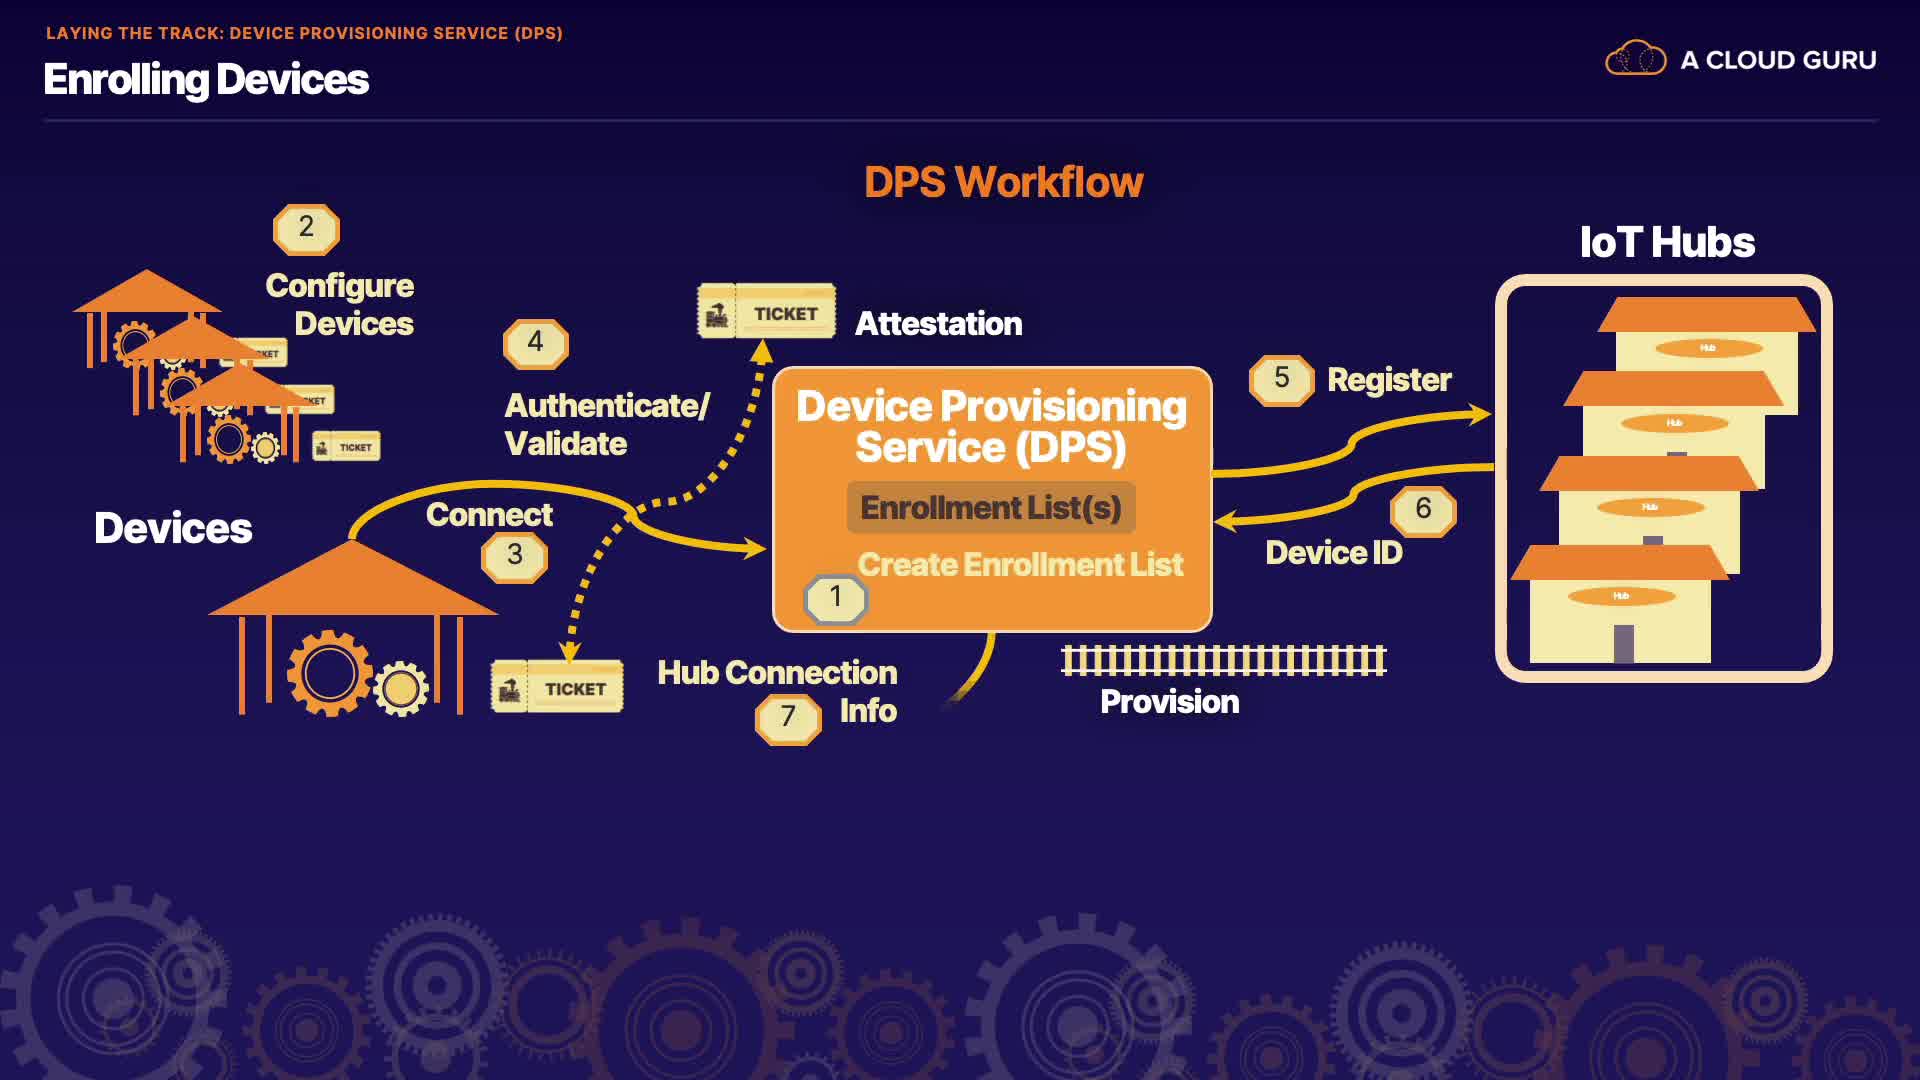 LAYING THE TRACK: DEVICE PROVISIONING SERVICE (DPS)
Enrolling Devices
A CLOUD GURU
DPS Workflow
2
Configure
Devices
IoT Hubs
TICKET
Attestation
4
Authenticate/
Validate
Device Provisioning
Service (DPS)
Enrollment List(s)
Create Enrollment List
1
5
Register
6
Device ID
Hub
Hub
Hub
Hub
TICKET
Devices
Connect
3
TICKET
Hub Connection
Info
7
Provision